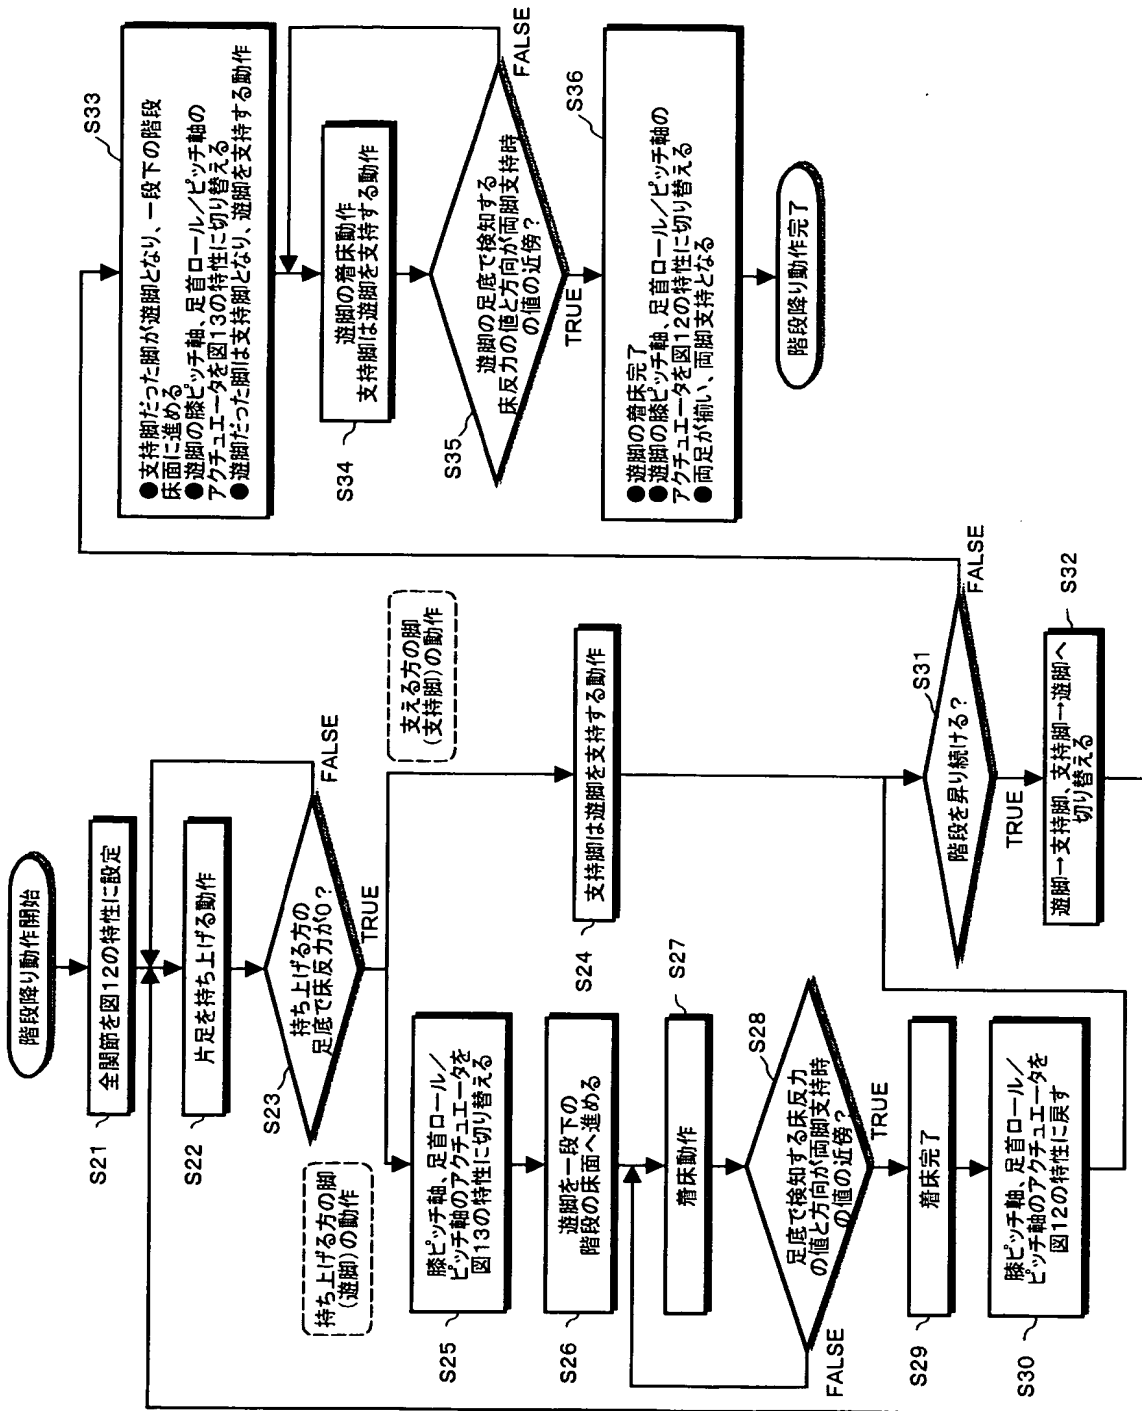 階段降り動作開始
S21
全関節を図12の特性に設定
S22
片足を持ち上げる動作
S23
持ち上げる方の
足底で床反力が0？
FALSE
TRUE
持ち上げる方の脚
(遊脚)の動作
支える方の脚
(支持脚)の動作
S25
膝ピッチ軸、足首ロール／
ピッチ軸のアクチュエータを
図13の特性に切り替える
S24
支持脚は遊脚を支持する動作
S26
遊脚を一段下の
階段の床面へ進める
S27
着床動作
S28
足底で検知する床反力
の値と方向が両脚支持時
の値の近傍？
FALSE
TRUE
S29
着床完了
S30
膝ピッチ軸、足首ロール／
ピッチ軸のアクチュエータを
図12の特性に戻す
S31
階段を昇り続ける？
FALSE
TRUE
S32
遊脚→支持脚、支持脚→遊脚へ
切り替える
S33
●支持脚だった脚が遊脚となり、一段下の階段
床面に進める
●遊脚の膝ピッチ軸、足首ロール／ピッチ軸の
アクチュエータを図13の特性に切り替える
●遊脚だった脚は支持脚となり、遊脚を支持する動作
S34
遊脚の着床動作
支持脚は遊脚を支持する動作
S35
遊脚の足底で検知する
床反力の値と方向が両脚支持時
の値の近傍？
FALSE
TRUE
S36
●遊脚の着床完了
●遊脚の膝ピッチ軸、足首ロール／ピッチ軸の
アクチュエータを図12の特性に切り替える
●両足が揃い、両脚支持となる
階段降り動作完了